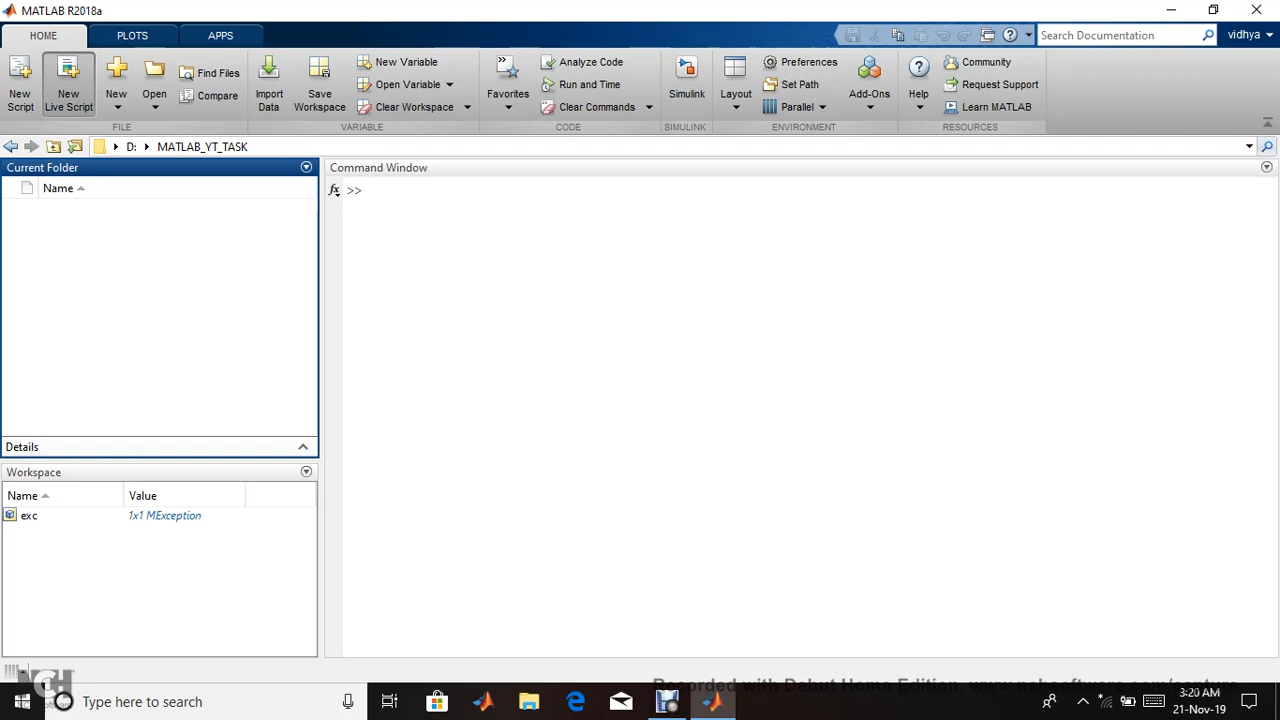 MATLAB R2018a
HOME
PLOTS
APPS
Search Documentation
vidhya
New Script
New Live Script
New
Open
Find Files
Compare
Import Data
Save Workspace
New Variable
Open Variable
Clear Workspace
Favorites
Analyze Code
Run and Time
Clear Commands
Simulink
Layout
Preferences
Set Path
Parallel
Add-Ons
Help
Community
Request Support
Learn MATLAB
FILE
VARIABLE
CODE
SIMULINK
ENVIRONMENT
RESOURCES
D: MATLAB_YT_TASK
Current Folder
Name
Command Window
fx >>
Details
Workspace
Name Value
exc 1x1 MException
Recorded with Debut Home Edition. www.nchsoftware.com/capture
Type here to search
3:20 AM
21-Nov-19